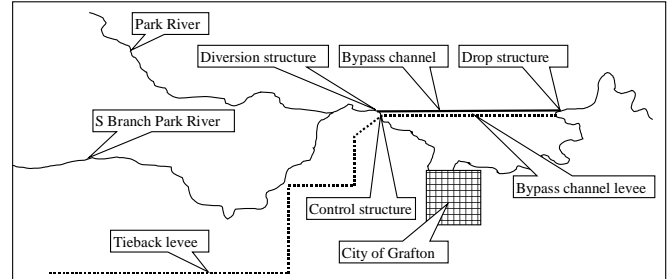 Park River
Diversion structure
Bypass channel
Drop structure
S Branch Park River
Bypass channel levee
Control structure
Tieback levee
City of Grafton